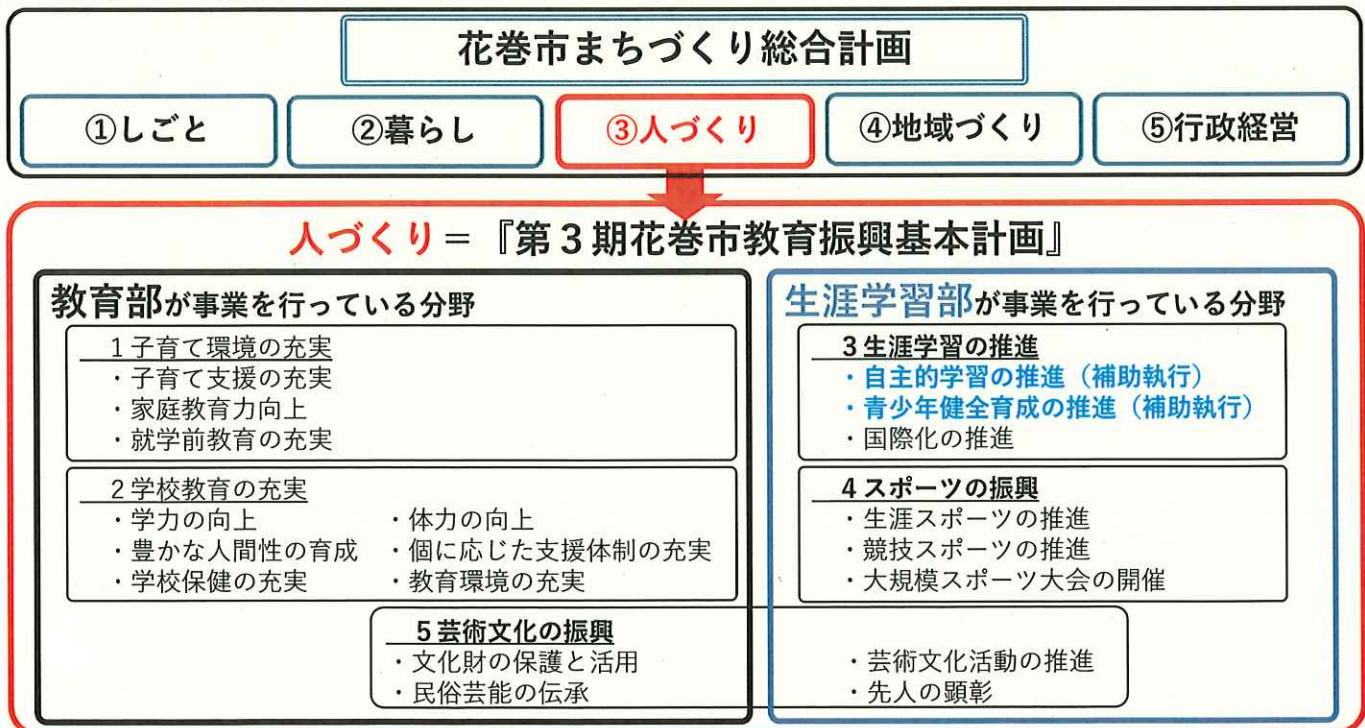 花巻市まちづくり総合計画
①しごと
②暮らし
③人づくり
④地域づくり
⑤行政経営
人づくり＝『第３期花巻市教育振興基本計画』
教育部が事業を行っている分野
1 子育て環境の充実
・子育て支援の充実
・家庭教育力向上
・就学前教育の充実
2 学校教育の充実
・学力の向上　・体力の向上
・豊かな人間性の育成　・個に応じた支援体制の充実
・学校保健の充実　・教育環境の充実
生涯学習部が事業を行っている分野
3 生涯学習の推進
・自主的学習の推進（補助執行）
・青少年健全育成の推進（補助執行）
・国際化の推進
4 スポーツの振興
・生涯スポーツの推進
・競技スポーツの推進
・大規模スポーツ大会の開催
5 芸術文化の振興
・文化財の保護と活用　・芸術文化活動の推進
・民俗芸能の伝承　・先人の顕彰